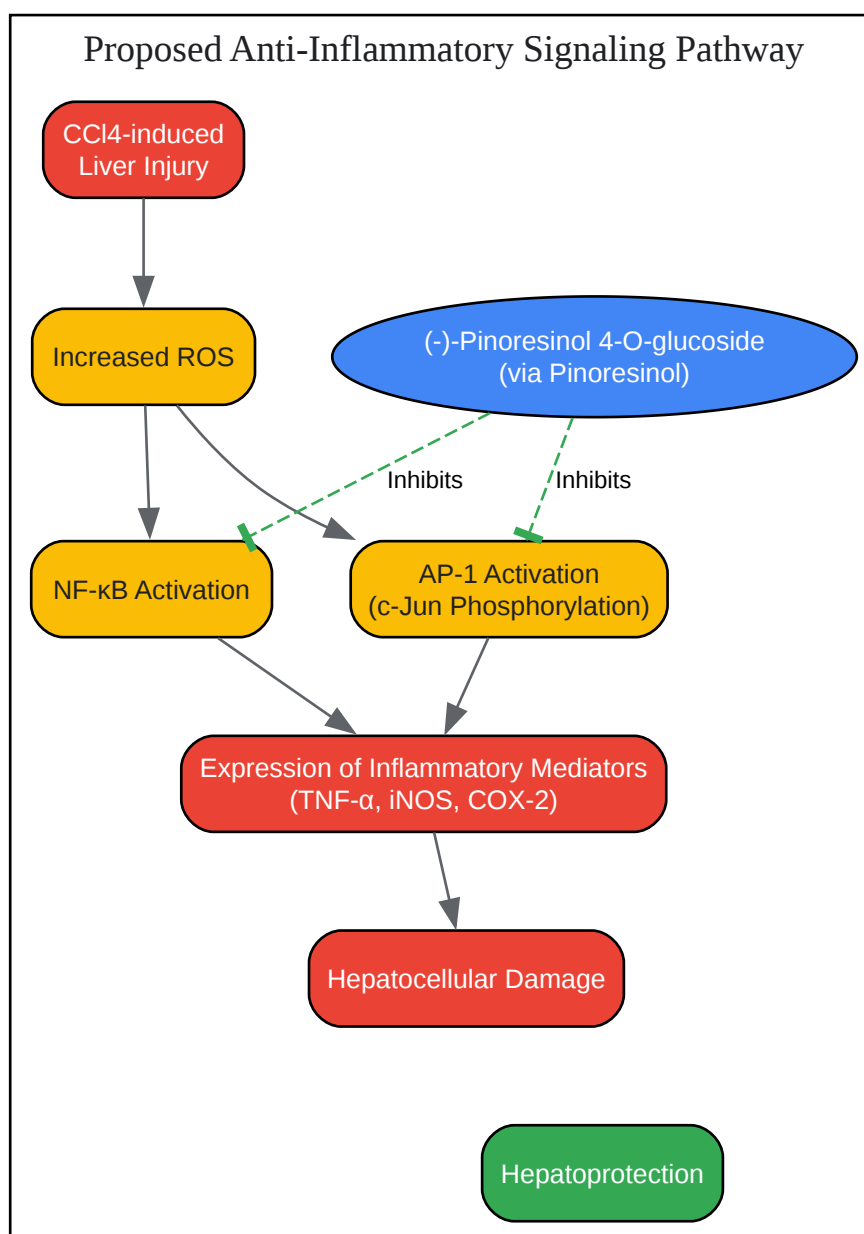 Proposed Anti-Inflammatory Signaling Pathway
CCl4-induced
Liver Injury
Increased ROS
(-)-Pinoresinol 4-O-glucoside
(via Pinoresinol)
Inhibits
Inhibits
NF-κB Activation
AP-1 Activation
(c-Jun Phosphorylation)
Expression of Inflammatory Mediators
(TNF-α, iNOS, COX-2)
Hepatocellular Damage
Hepatoprotection